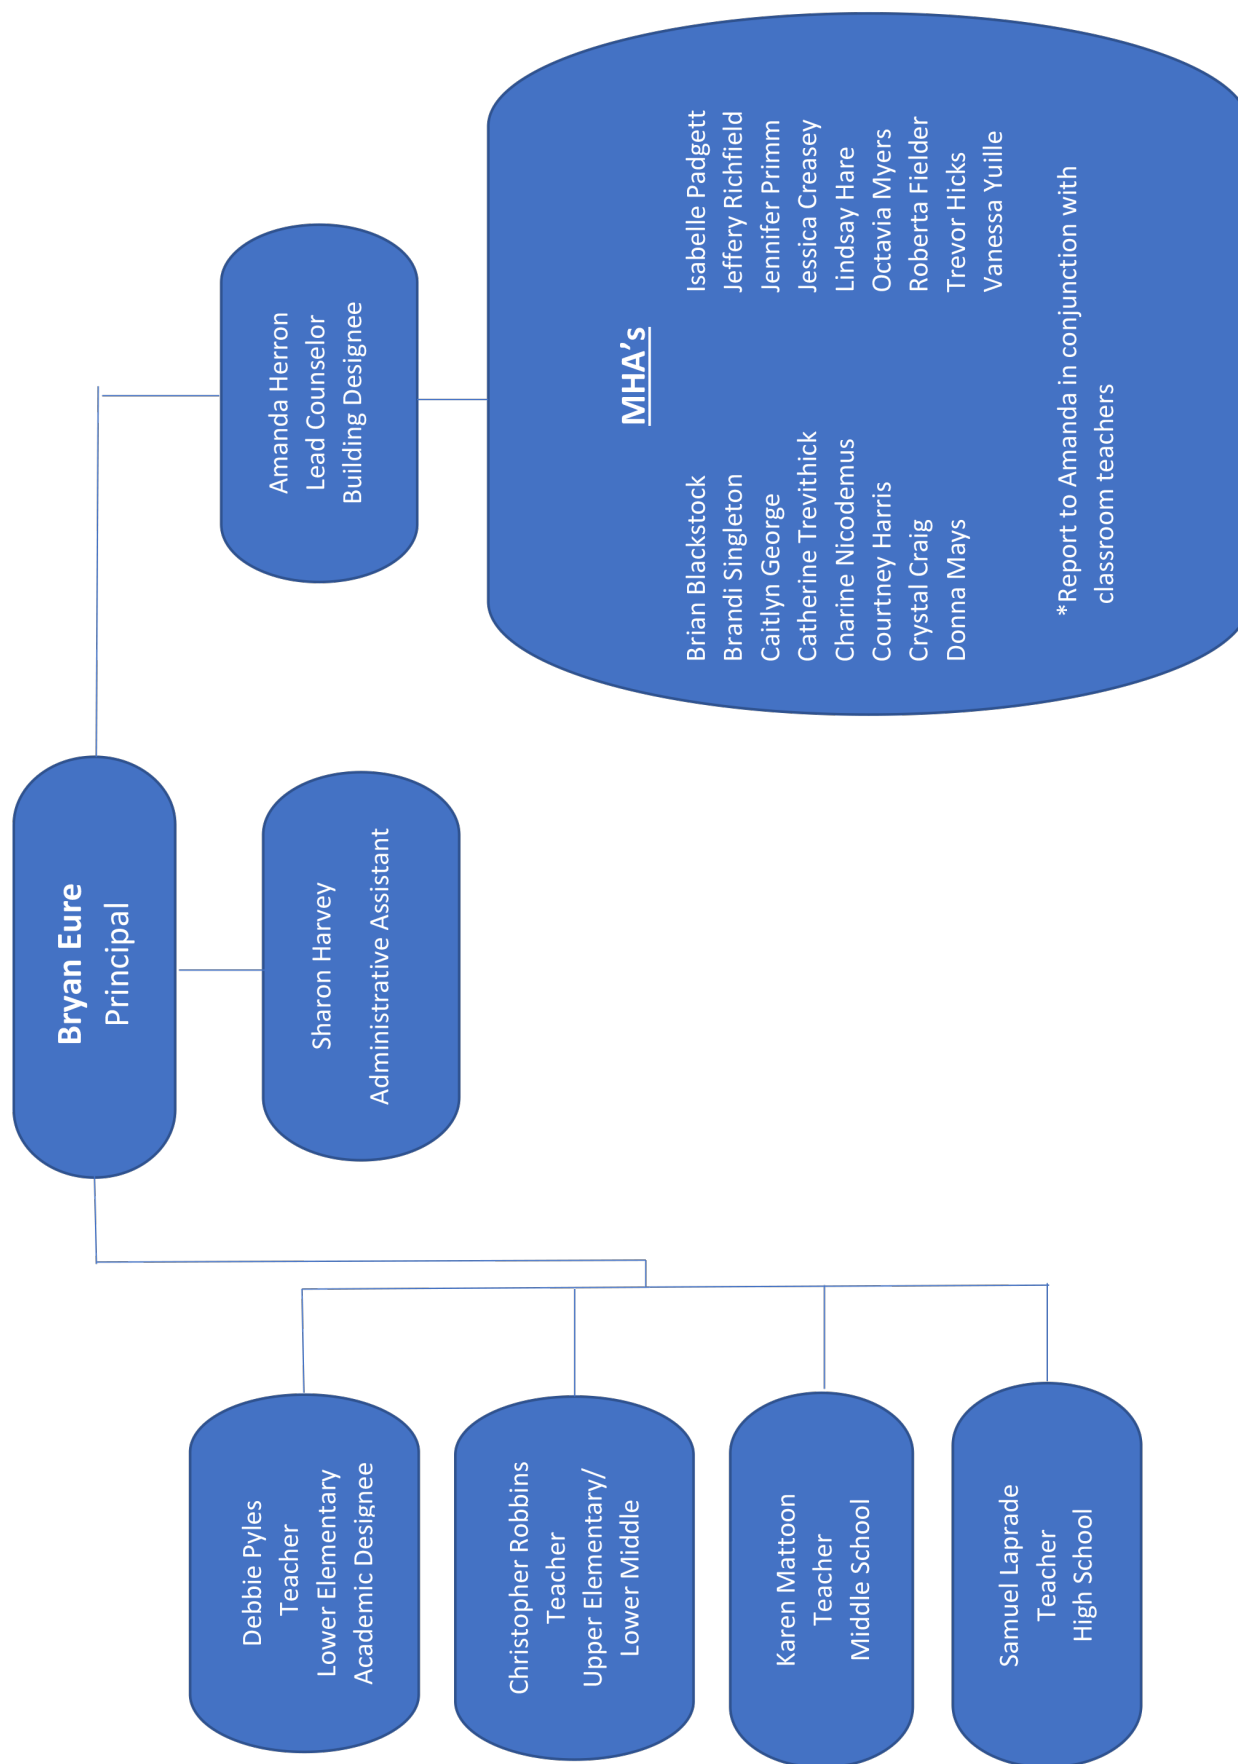 Bryan Eure
Principal
Sharon Harvey
Administrative Assistant
Debbie Pyles
Teacher
Lower Elementary
Academic Designee
Christopher Robbins
Teacher
Upper Elementary/
Lower Middle
Karen Mattoon
Teacher
Middle School
Samuel Laprade
Teacher
High School
Amanda Herron
Lead Counselor
Building Designee
MHA’s
Brian Blackstock
Brandi Singleton
Caitlyn George
Catherine Trevithick
Charine Nicodemus
Courtney Harris
Crystal Craig
Donna Mays
Isabelle Padgett
Jeffery Richfield
Jennifer Primm
Jessica Creasey
Lindsay Hare
Octavia Myers
Roberta Fielder
Trevor Hicks
Vanessa Yuille
*Report to Amanda in conjunction with
classroom teachers